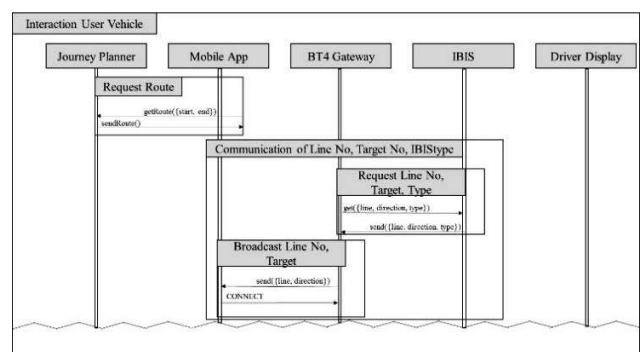 Interaction User Vehicle
Journey Planner
Mobile App
BT4 Gateway
IBIS
Driver Display
Request Route
getRoute({start, end})
sendRoute()
Communication of Line No, Target No, IBIStype
Request Line No,
Target, Type
get({line, direction, type})
send({line, direction, type})
Broadcast Line No,
Target
send({line, direction})
CONNECT